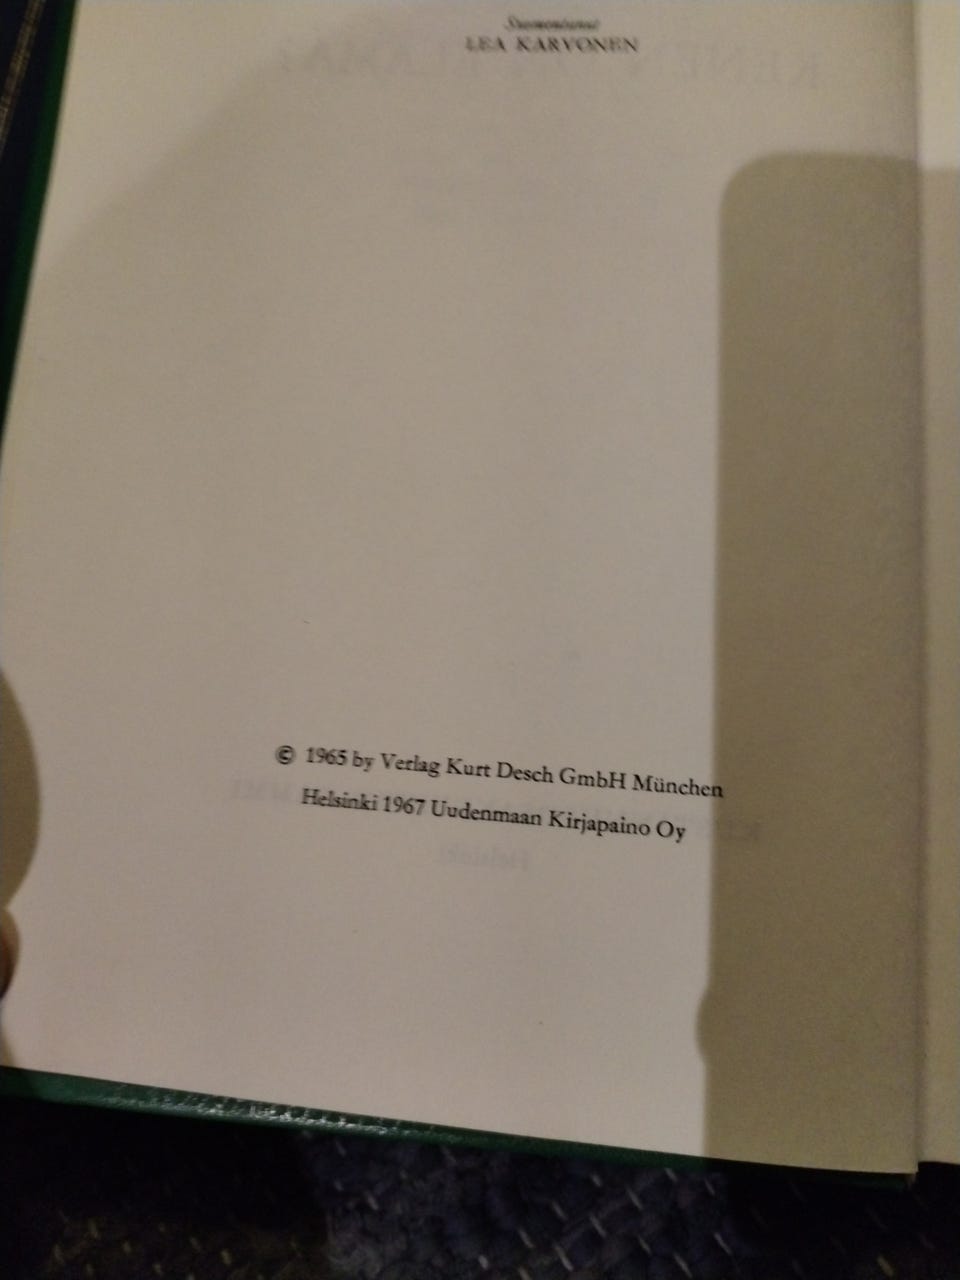 Suomentanut
LEA KARVONEN
© 1965 by Verlag Kurt Desch GmbH München
Helsinki 1967 Uudenmaan Kirjapaino Oy